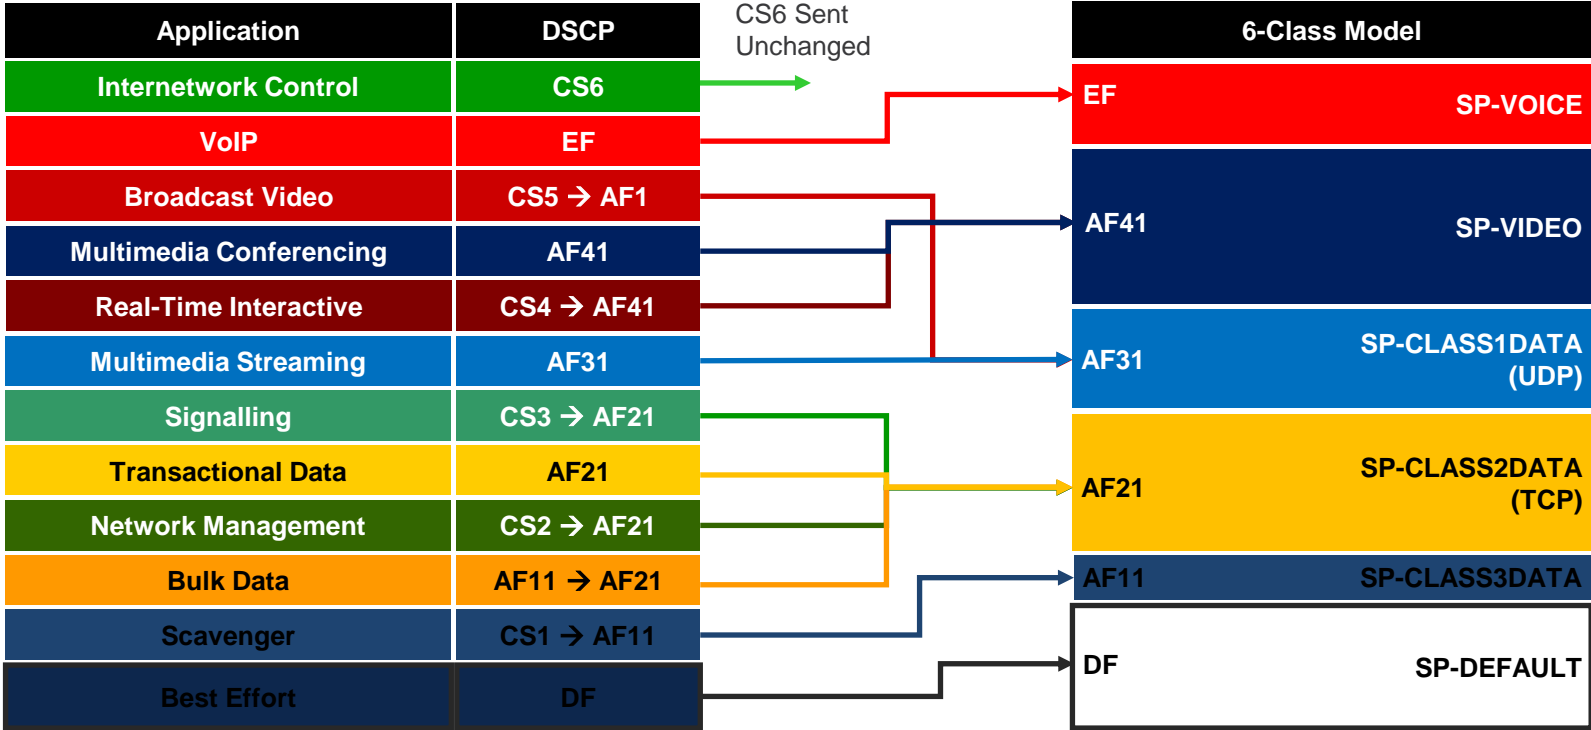 Application DSCP
CS6 Sent
Unchanged
6-Class Model
Internetwork Control CS6
VoIP EF
Broadcast Video CS5 → AF1
Multimedia Conferencing AF41
Real-Time Interactive CS4 → AF41
Multimedia Streaming AF31
Signalling CS3 → AF21
Transactional Data AF21
Network Management CS2 → AF21
Bulk Data AF11 → AF21
Scavenger CS1 → AF11
Best Effort DF
EF SP-VOICE
AF41 SP-VIDEO
AF31 SP-CLASS1DATA
(UDP)
AF21 SP-CLASS2DATA
(TCP)
AF11 SP-CLASS3DATA
DF SP-DEFAULT